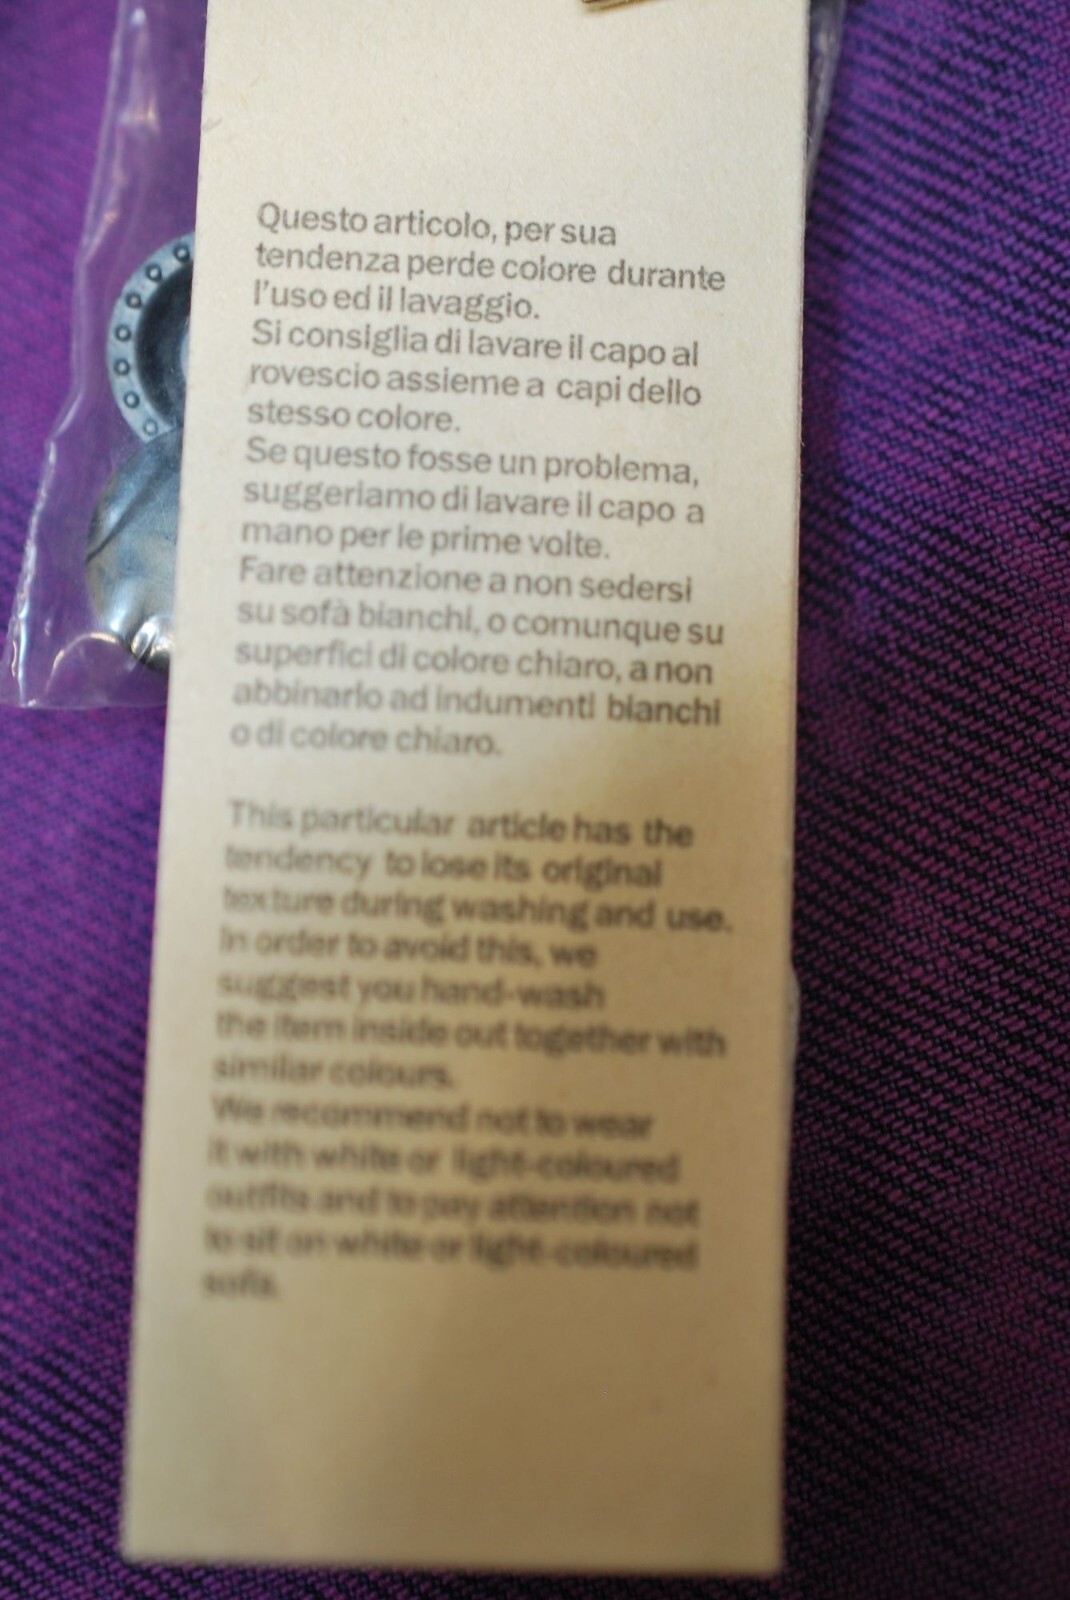 Questo articolo, per sua
tendenza perde colore durante
l'uso ed il lavaggio.
Si consiglia di lavare il capo al
rovescio assieme a capi dello
stesso colore.
Se questo fosse un problema,
suggeriamo di lavare il capo a
mano per le prime volte.
Fare attenzione a non sedersi
su sofà bianchi, o comunque su
superfici di colore chiaro, a non
abbinarlo ad indumenti bianchi
o di colore chiaro.
This particular article has the
tendency to lose its original
texture during washing and use.
In order to avoid this, we
suggest you hand-wash
the item inside out together with
similar colours.
We recommend not to wear
it with white or light-coloured
outfits and to pay attention not
to sit on white or light-coloured
sofa.